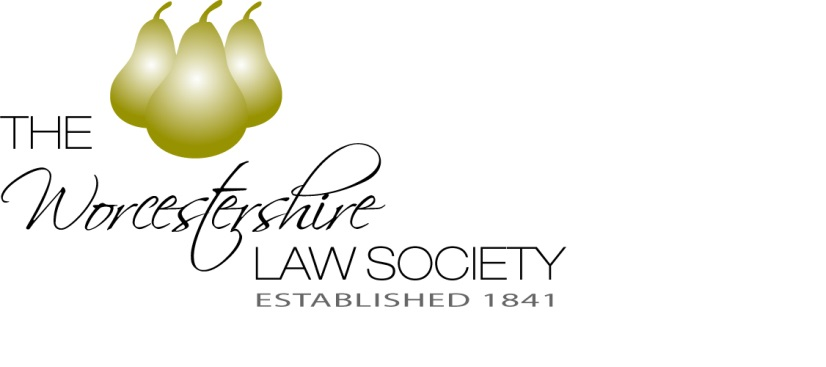 THE
Worcestershire
LAW SOCIETY
ESTABLISHED 1841